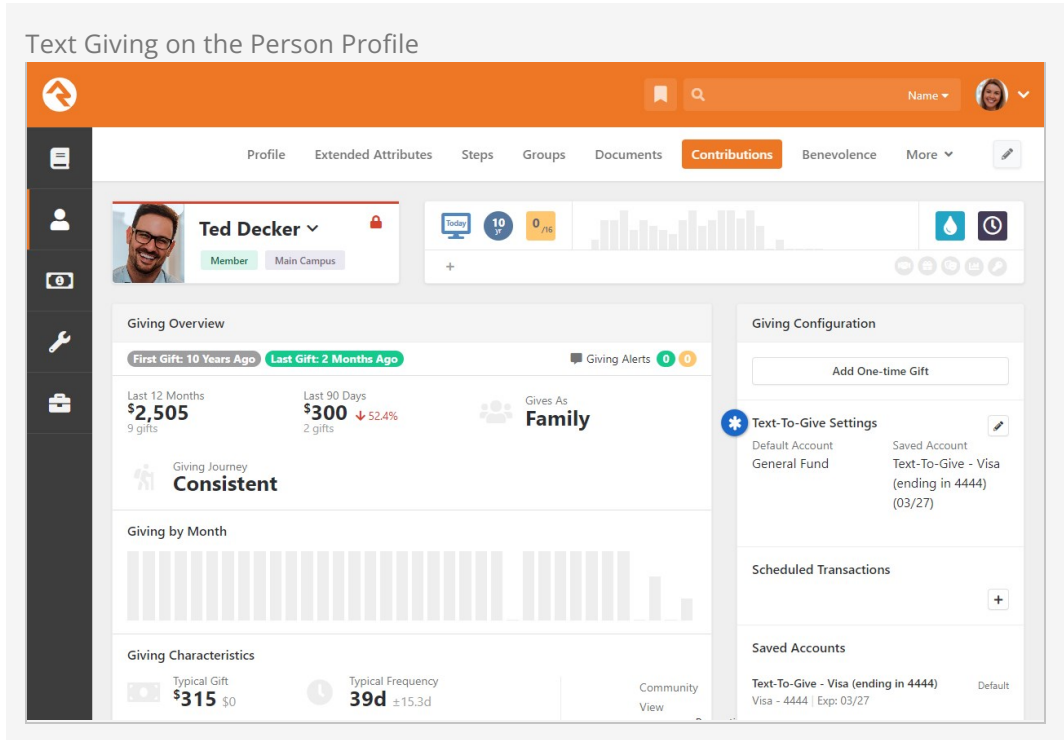 Text Giving on the Person Profile
Name
Profile Extended Attributes Steps Groups Documents Contributions Benevolence More
Ted Decker
Member Main Campus
Today 10 yr 0/16
+
Giving Overview
First Gift: 10 Years Ago Last Gift: 2 Months Ago Giving Alerts 0 0
Last 12 Months
$2,505
9 gifts
Last 90 Days
$300 52.4%
2 gifts
Gives As
Family
Giving Journey
Consistent
Giving by Month
Giving Characteristics
Typical Gift
$315 $0
Typical Frequency
39d ±15.3d
Community
View
Giving Configuration
Add One-time Gift
Text-To-Give Settings
Default Account
General Fund
Saved Account
Text-To-Give - Visa
(ending in 4444)
(03/27)
Scheduled Transactions
+
Saved Accounts
Text-To-Give - Visa (ending in 4444) Default
Visa - 4444 | Exp: 03/27